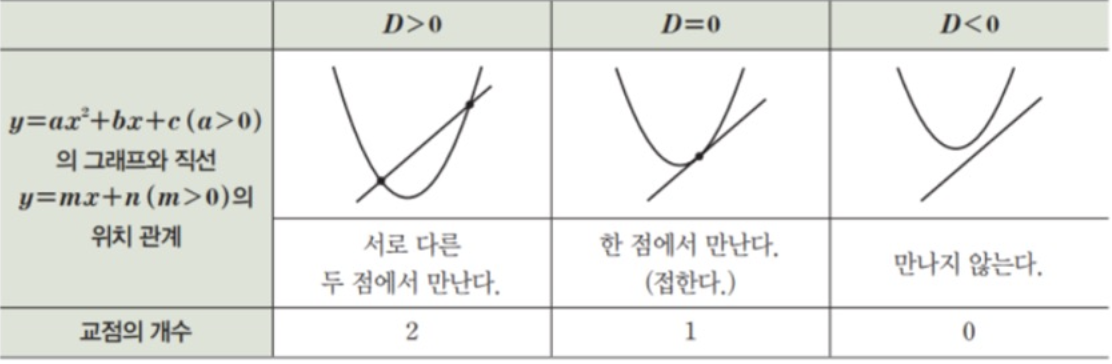 D>0 D=0 D<0
y=ax²+bx+c (a>0)
의 그래프와 직선
y=mx+n (m>0)의
위치 관계
서로 다른
두 점에서 만난다.
한 점에서 만난다.
(접한다.)
만나지 않는다.
교점의 개수 2 1 0